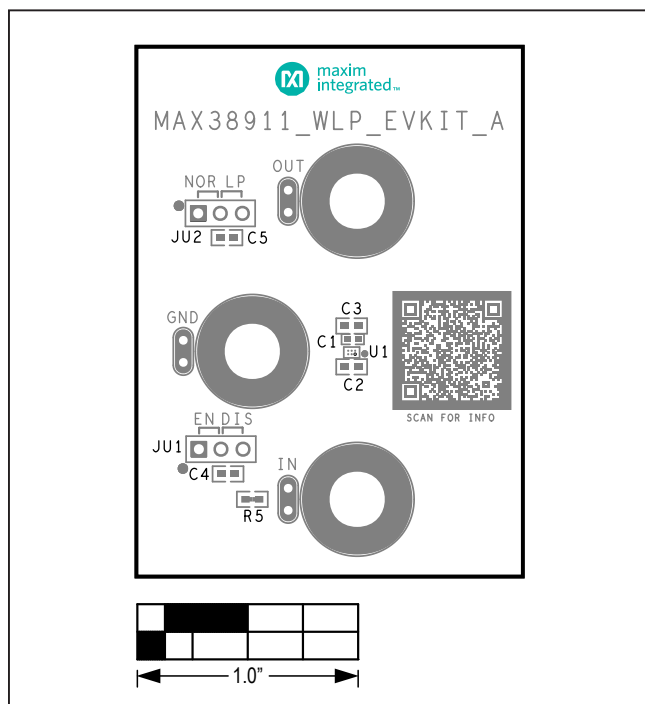 maxim
integrated™
MAX38911_WLP_EVKIT_A
OUT
NOR LP
JU2
C5
GND
C3
C1
U1
C2
SCAN FOR INFO
EN DIS
JU1
C4
IN
R5
1.0”